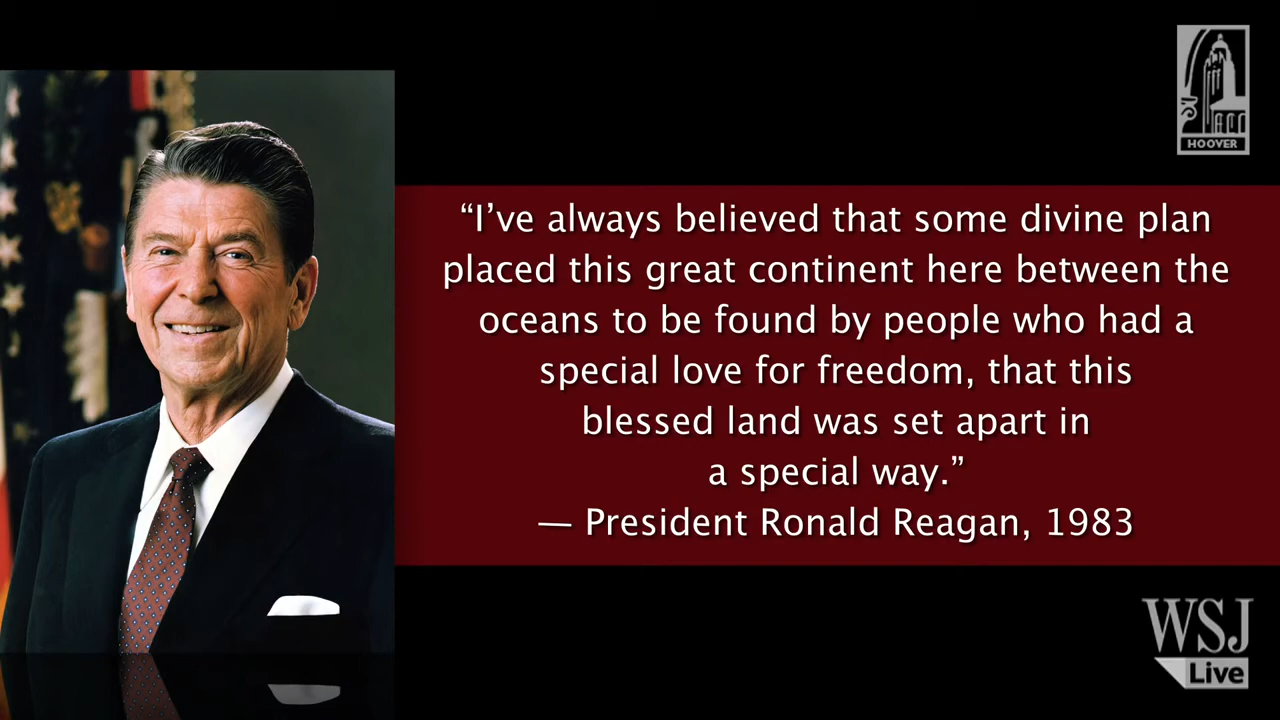 HOOVER
“I’ve always believed that some divine plan
placed this great continent here between the
oceans to be found by people who had a
special love for freedom, that this
blessed land was set apart in
a special way.”
— President Ronald Reagan, 1983
WSJ
Live